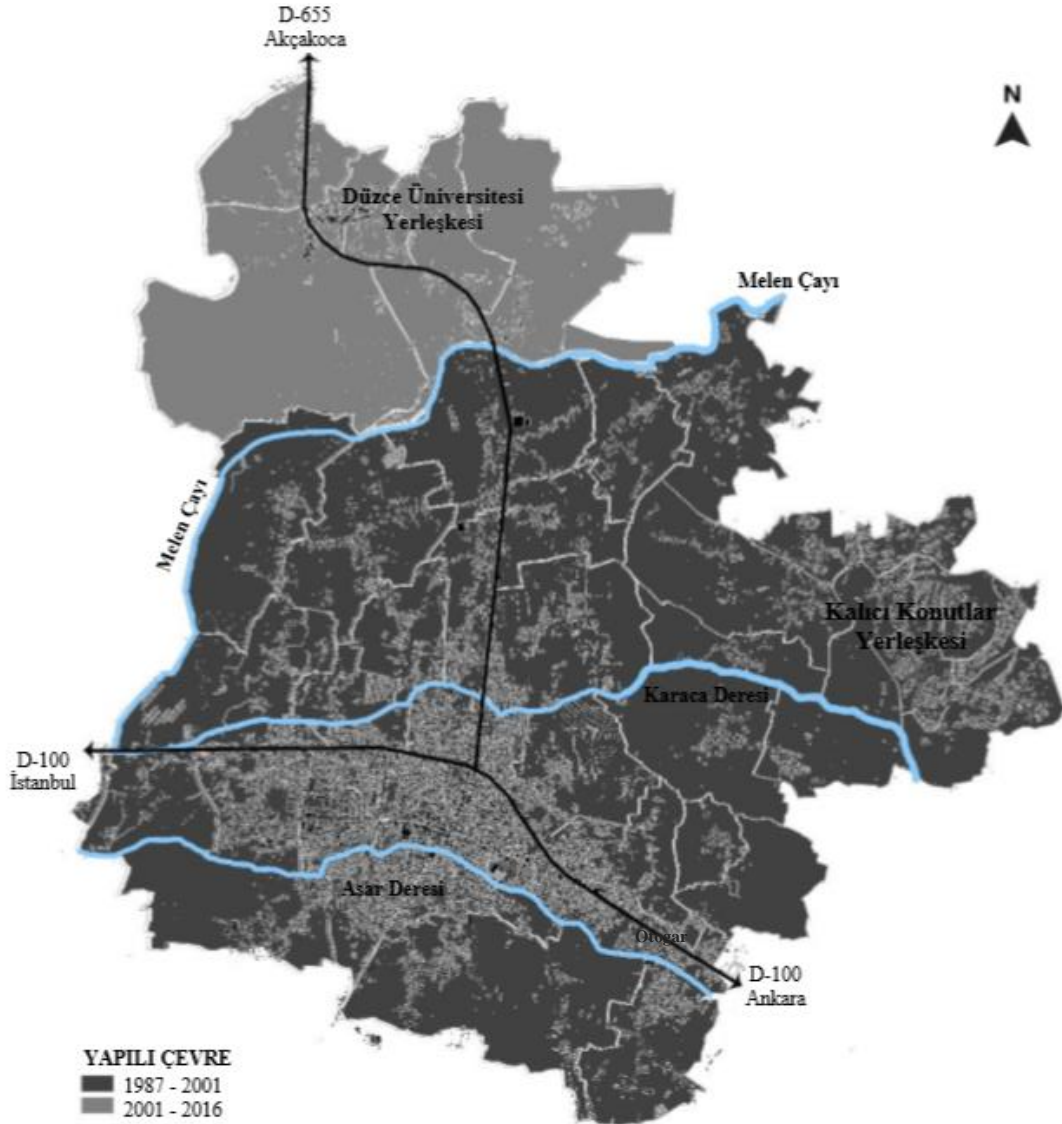 D-655
Akçakoca
N
Düzce Üniversitesi
Yerleşkesi
Melen Çayı
Melen Çayı
Kalıcı Konutlar
Yerleşkesi
Karaca Deresi
D-100
İstanbul
Asar Deresi
Otogar
D-100
Ankara
YAPILI ÇEVRE
1987 - 2001
2001 - 2016